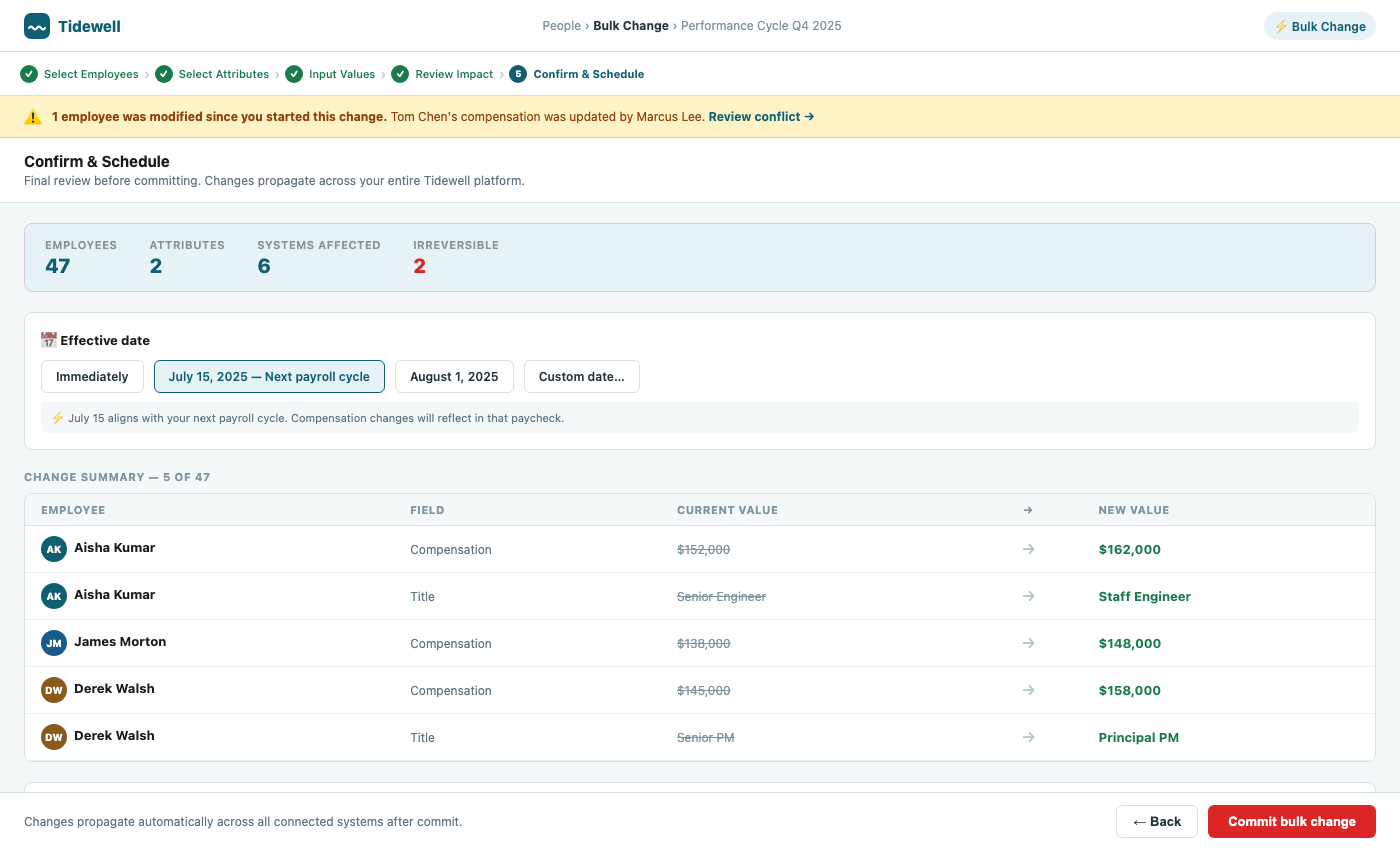 Tidewell
People › Bulk Change › Performance Cycle Q4 2025
⚡ Bulk Change
Select Employees › Select Attributes › Input Values › Review Impact › 5 Confirm & Schedule
⚠️ 1 employee was modified since you started this change. Tom Chen's compensation was updated by Marcus Lee. Review conflict →
Confirm & Schedule
Final review before committing. Changes propagate across your entire Tidewell platform.
EMPLOYEES ATTRIBUTES SYSTEMS AFFECTED IRREVERSIBLE
47 2 6 2
📅 Effective date
Immediately July 15, 2025 — Next payroll cycle August 1, 2025 Custom date...
⚡ July 15 aligns with your next payroll cycle. Compensation changes will reflect in that paycheck.
CHANGE SUMMARY — 5 OF 47
EMPLOYEE FIELD CURRENT VALUE → NEW VALUE
AK Aisha Kumar Compensation $152,000 → $162,000
AK Aisha Kumar Title Senior Engineer → Staff Engineer
JM James Morton Compensation $138,000 → $148,000
DW Derek Walsh Compensation $145,000 → $158,000
DW Derek Walsh Title Senior PM → Principal PM
Changes propagate automatically across all connected systems after commit.
← Back Commit bulk change